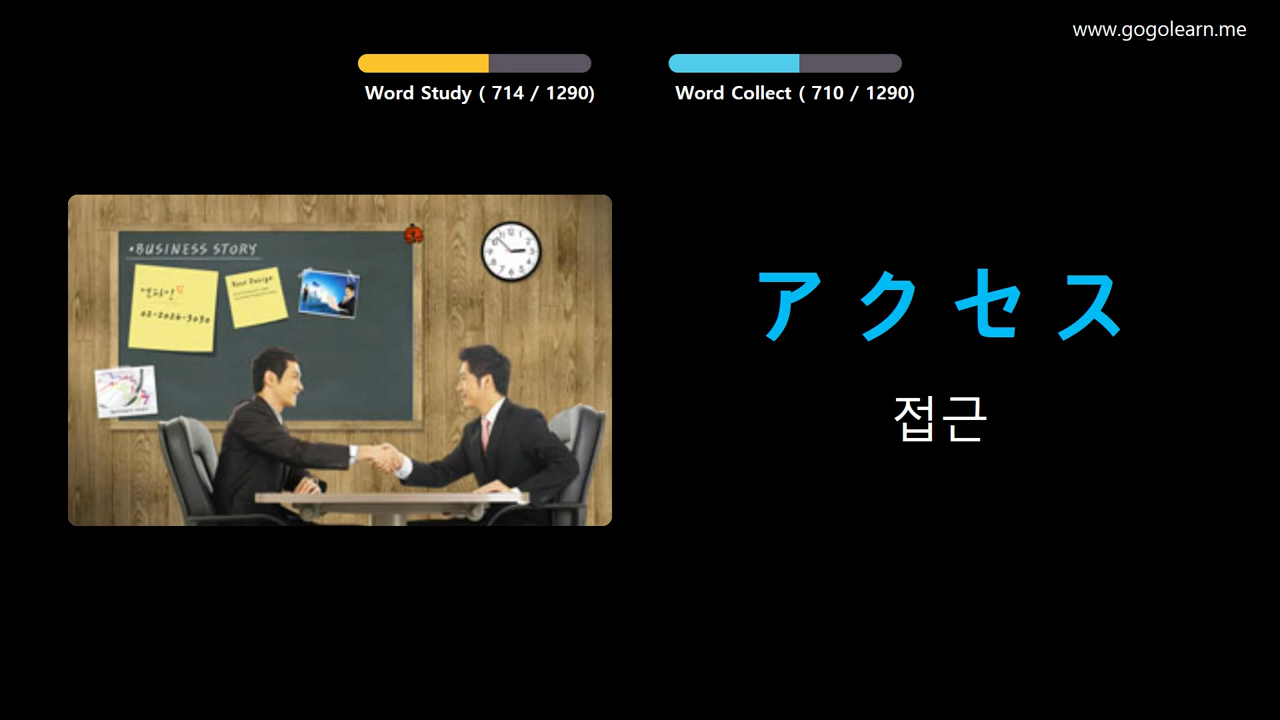 www.gogolearn.me
Word Study ( 714 / 1290)
Word Collect ( 710 / 1290)
•BUSINESS STORY
02-2026-3030
Best Design
アクセス
접근